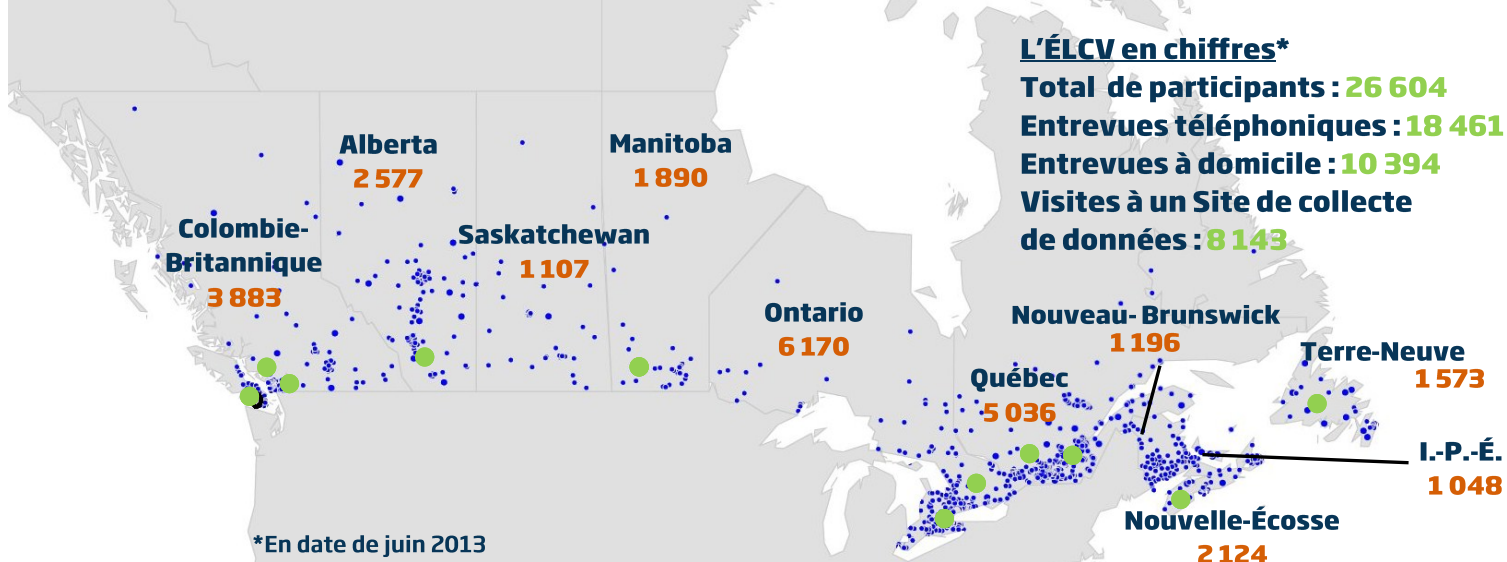 L'ÉLCV en chiffres*
Total de participants : 26 604
Entrevues téléphoniques : 18 461
Entrevues à domicile : 10 394
Visites à un Site de collecte
de données : 8 143
Alberta
2 577
Manitoba
1 890
Colombie-
Britannique
3 883
Saskatchewan
1 107
Ontario
6 170
Nouveau- Brunswick
1 196
Québec
5 036
Terre-Neuve
1 573
I.-P.-É.
1 048
Nouvelle-Écosse
2 124
*En date de juin 2013